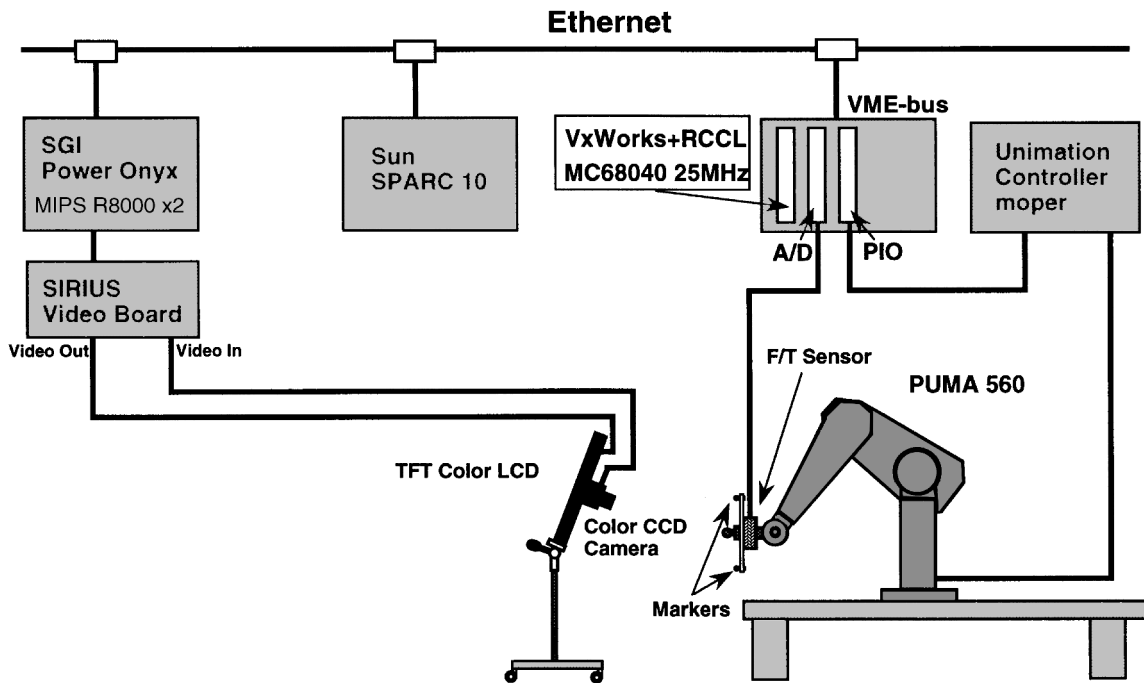 Ethernet
SGI
Power Onyx
MIPS R8000 x2
Sun
SPARC 10
VME-bus
VxWorks+RCCL
MC68040 25MHz
A/D
PIO
Unimation
Controller
moper
SIRIUS
Video Board
Video Out
Video In
F/T Sensor
PUMA 560
TFT Color LCD
Color CCD
Camera
Markers